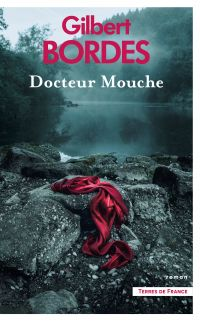 Gilbert
BORDES
Docteur Mouche
roman
TERRES DE FRANCE